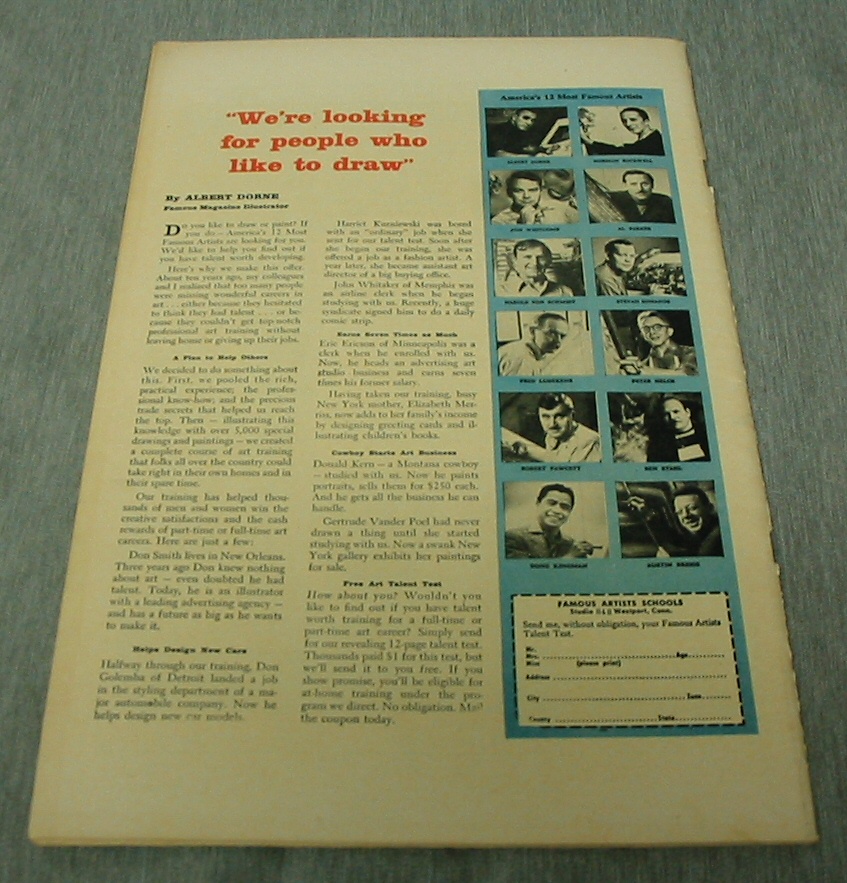 "We're looking
for people who
like to draw"
By ALBERT DORNE
Famous Magazine Illustrator
Do you like to draw or paint? If
you do – America's 12 Most
Famous Artists are looking for you.
We'd like to help you find out if
you have talent worth developing.
Here's why we make this offer.
About ten years ago, my colleagues
and I realized that too many people
were missing wonderful careers in
art . . . either because they hesitated
to think they had talent . . . or be-
cause they couldn't get top-notch
professional art training without
leaving home or giving up their jobs.
A Plan to Help Others
We decided to do something about
this. First, we pooled the rich,
practical experience; the profes-
sional know-how; and the precious
trade secrets that helped us reach
the top. Then – illustrating this
knowledge with over 5,000 special
drawings and paintings – we created
a complete course of art training
that folks all over the country could
take right in their own homes and in
their spare time.
Our training has helped thou-
sands of men and women win the
creative satisfactions and the cash
rewards of part-time or full-time art
careers. Here are just a few:
Don Smith lives in New Orleans.
Three years ago Don knew nothing
about art – even doubted he had
talent. Today, he is an illustrator
with a leading advertising agency –
and has a future as big as he wants
to make it.
Helps Design New Cars
Halfway through our training, Don
Golemba of Detroit landed a job
in the styling department of a ma-
jor automobile company. Now he
helps design new car models.
Harriet Kuzniewski was bored
with an "ordinary" job when she
sent for our talent test. Soon after
she began our training, she was
offered a job as a fashion artist. A
year later, she became assistant art
director of a big buying office.
John Whitaker of Memphis was
an airline clerk when he began
studying with us. Recently, a huge
syndicate signed him to do a daily
comic strip.
Earns Seven Times as Much
Eric Ericson of Minneapolis was a
clerk when he enrolled with us.
Now, he heads an advertising art
studio business and earns seven
times his former salary.
Having taken our training, busy
New York mother, Elizabeth Mer-
riss, now adds to her family's income
by designing greeting cards and il-
lustrating children's books.
Cowboy Starts Art Business
Donald Kern – a Montana cowboy
– studied with us. Now he paints
portraits, sells them for $250 each.
And he gets all the business he can
handle.
Gertrude Vander Poel had never
drawn a thing until she started
studying with us. Now a swank New
York gallery exhibits her paintings
for sale.
Free Art Talent Test
How about you? Wouldn't you
like to find out if you have talent
worth training for a full-time or
part-time art career? Simply send
for our revealing 12-page talent test.
Thousands paid $1 for this test, but
we'll send it to you free. If you
show promise, you'll be eligible for
at-home training under the pro-
gram we direct. No obligation. Mail
the coupon today.
America's 12 Most Famous Artists
ALBERT DORNE
NORMAN ROCKWELL
JON WHITCOMB
AL PARKER
HAROLD VON SCHMIDT
STEVAN DOHANOS
FRED LUDEKENS
PETER HELCK
ROBERT FAWCETT
BEN STAHL
DONG KINGMAN
AUSTIN BRIGGS
FAMOUS ARTISTS SCHOOLS
Studio Westport, Conn.
Send me, without obligation, your Famous Artists
Talent Test.
Mr.
Mrs. Age
Miss (please print)
Address
City Zone
County State